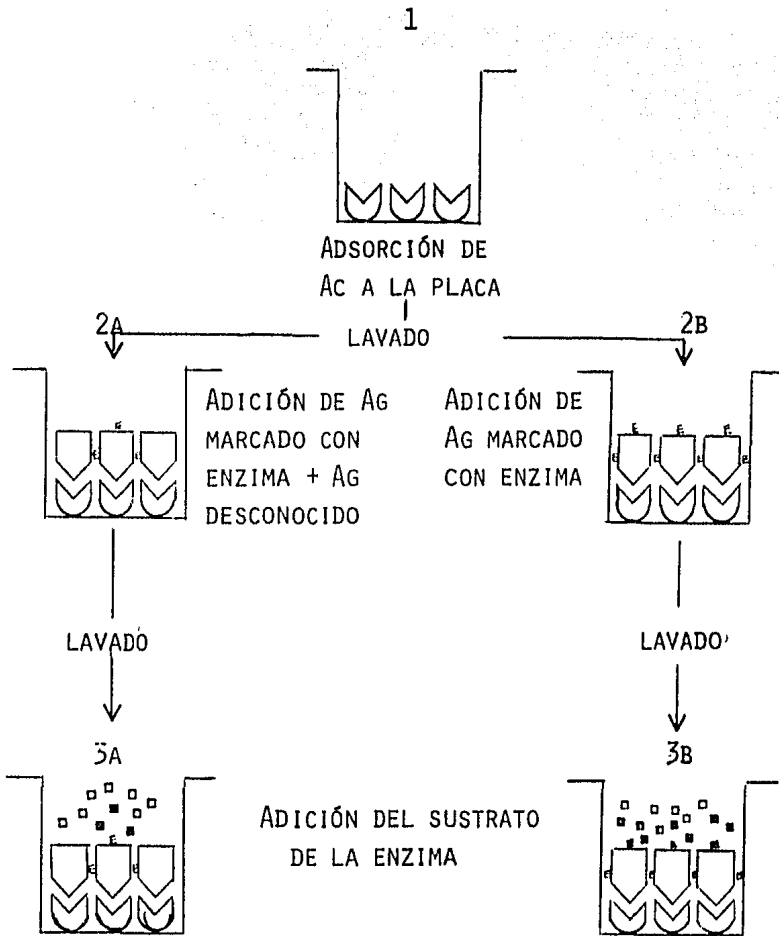 1
ADSORCIÓN DE
AC A LA PLACA
LAVADO
2A
2B
ADICIÓN DE AG
MARCADO CON
ENZIMA + AG
DESCONOCIDO
ADICIÓN DE
AG MARCADO
CON ENZIMA
E
E
E
E
E
E
E
E
E
E
LAVADO
LAVADO
3A
3B
ADICIÓN DEL SUSTRATO
DE LA ENZIMA
E
E
E
E
E
E